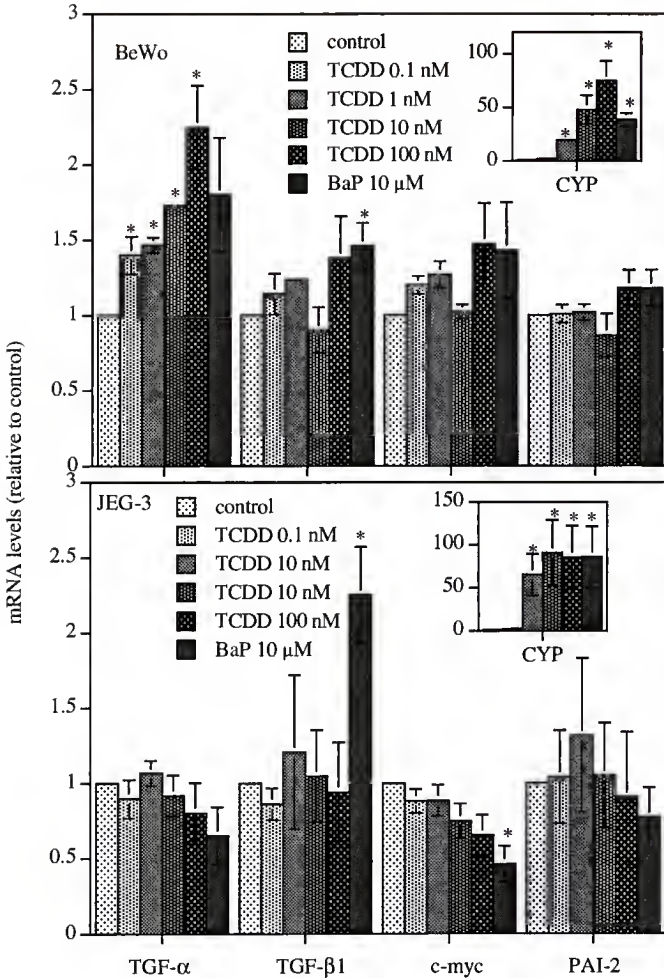 3
BeWo
control
TCDD 0.1 nM
TCDD 1 nM
TCDD 10 nM
TCDD 100 nM
BaP 10 µM
100
50
0
* * * *
CYP
2.5
2
1.5
1
0.5
0
* * * *
*
mRNA levels (relative to control)
3
JEG-3
control
TCDD 0.1 nM
TCDD 10 nM
TCDD 10 nM
TCDD 100 nM
BaP 10 µM
150
100
50
0
* * * *
CYP
2.5
2
1.5
1
0.5
0
*
*
TGF-α TGF-β1 c-myc PAI-2